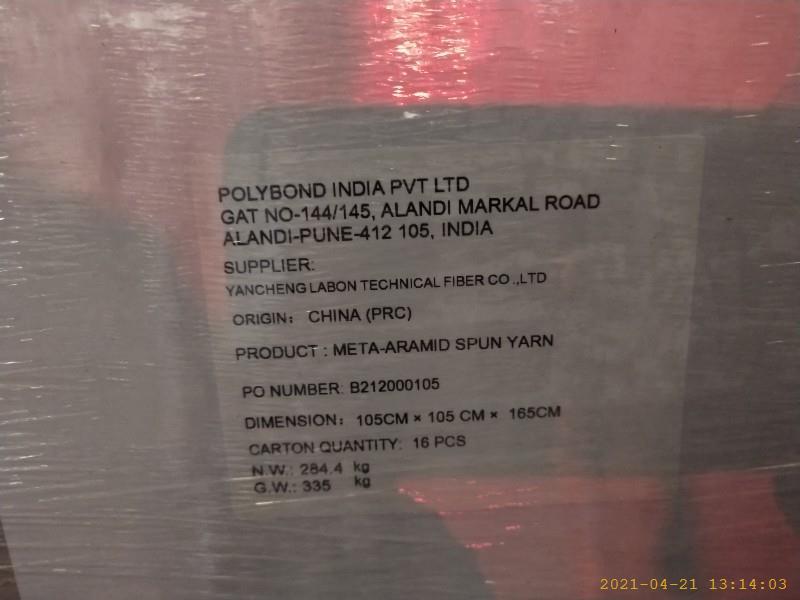 POLYBOND INDIA PVT LTD
GAT NO-144/145, ALANDI MARKAL ROAD
ALANDI-PUNE-412 105, INDIA
SUPPLIER:
YANCHENG LABON TECHNICAL FIBER CO .,LTD
ORIGIN: CHINA (PRC)
PRODUCT : META-ARAMID SPUN YARN
PO NUMBER: B212000105
DIMENSION: 105CM × 105 CM × 165CM
CARTON QUANTITY: 16 PCS
N.W.: 284.4 kg
G.W.: 335 kg
2021-04-21 13:14:03